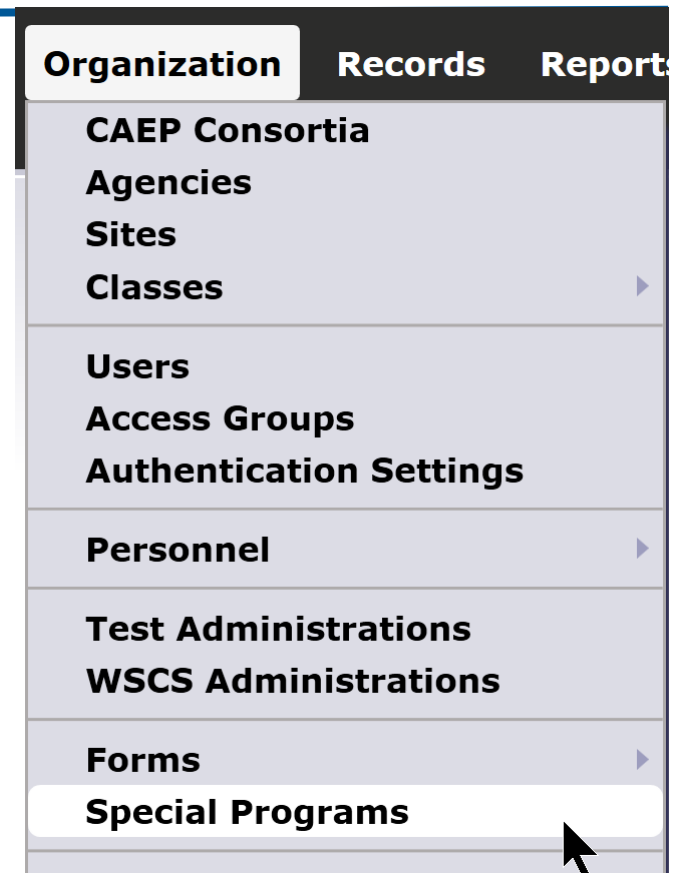 Organization Records Reports
CAEP Consortia
Agencies
Sites
Classes
Users
Access Groups
Authentication Settings
Personnel
Test Administrations
WSCS Administrations
Forms
Special Programs